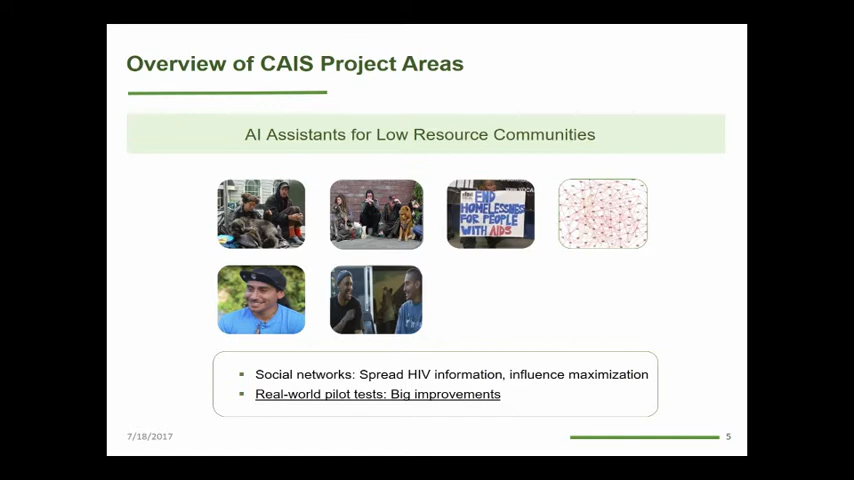 Overview of CAIS Project Areas
AI Assistants for Low Resource Communities
END
HOMELESSNESS
FOR PEOPLE
WITH AIDS
▪ Social networks: Spread HIV information, influence maximization
▪ Real-world pilot tests: Big improvements
7/18/2017
5